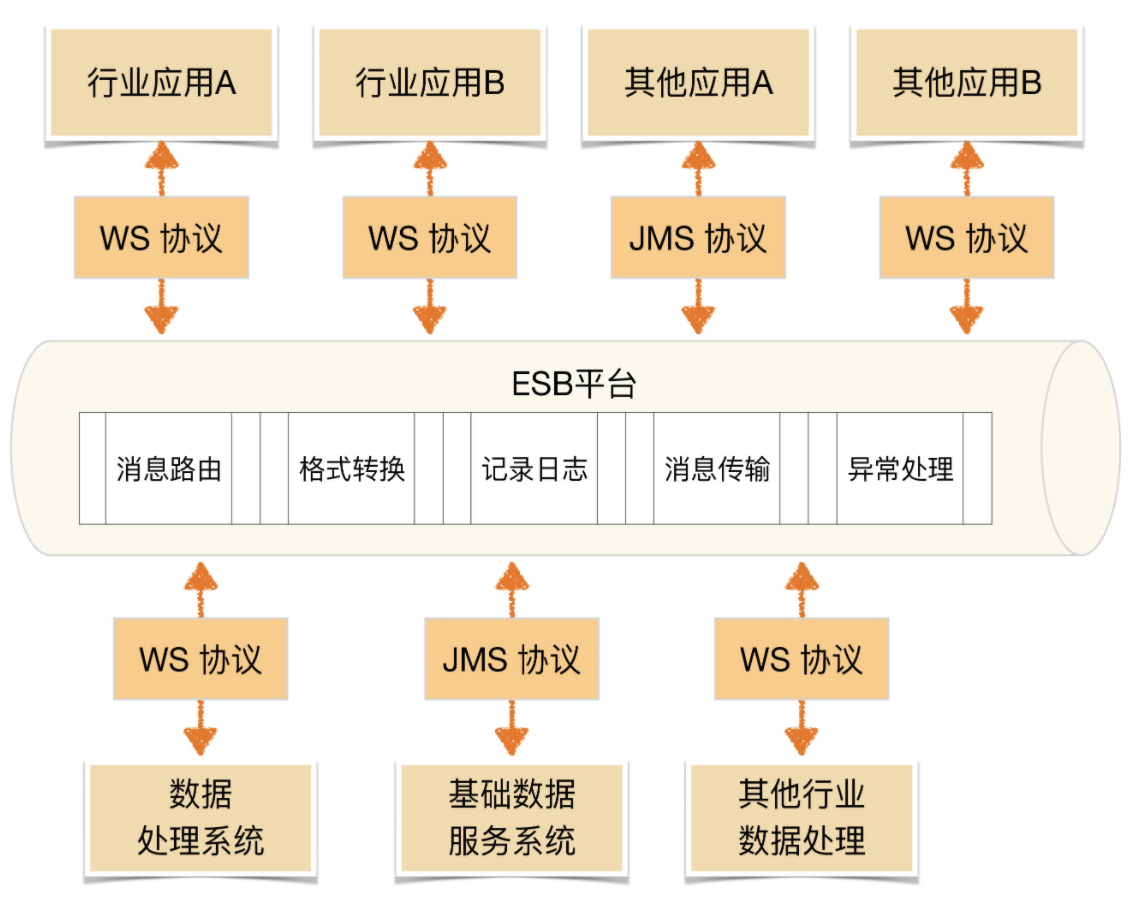 行业应用A
行业应用B
其他应用A
其他应用B
WS 协议
WS 协议
JMS 协议
WS 协议
ESB平台
消息路由
格式转换
记录日志
消息传输
异常处理
WS 协议
JMS 协议
WS 协议
数据
处理系统
基础数据
服务系统
其他行业
数据处理